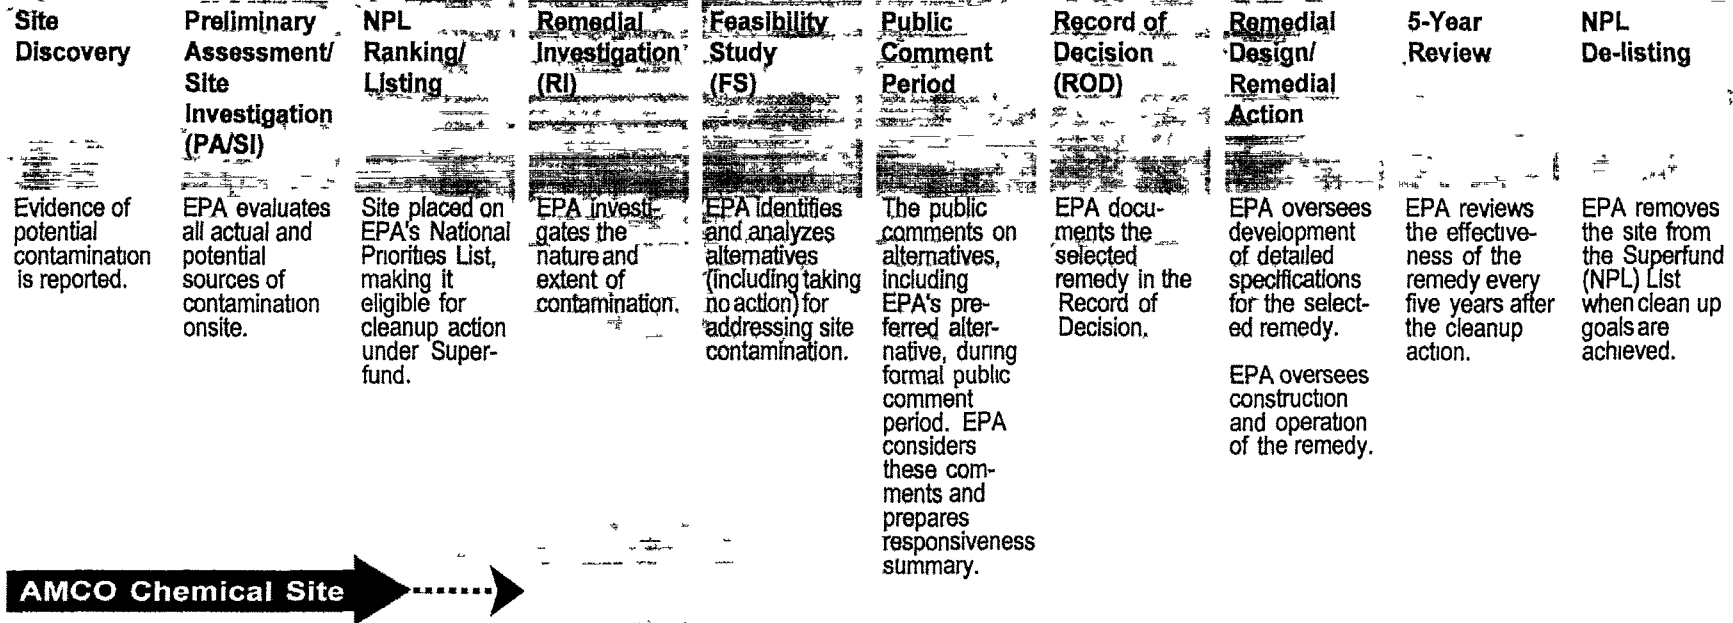 Site
Discovery
Evidence of
potential
contamination
is reported.
Preliminary
Assessment/
Site
Investigation
(PA/SI)
EPA evaluates
all actual and
potential
sources of
contamination
onsite.
NPL
Ranking/
Listing
Site placed on
EPA's National
Priorities List,
making it
eligible for
cleanup action
under Super-
fund.
Remedial
Investigation
(RI)
EPA investi-
gates the
nature and
extent of
contamination.
Feasibility
Study
(FS)
EPA identifies
and analyzes
alternatives
(including taking
no action) for
addressing site
contamination.
Public
Comment
Period
The public
comments on
alternatives,
including
EPA's pre-
ferred alter-
native, during
formal public
comment
period. EPA
considers
these com-
ments and
prepares
responsiveness
summary.
Record of
Decision
(ROD)
EPA docu-
ments the
selected
remedy in the
Record of
Decision.
Remedial
Design/
Remedial
Action
EPA oversees
development
of detailed
specifications
for the select-
ed remedy.
EPA oversees
construction
and operation
of the remedy.
5-Year
Review
EPA reviews
the effective-
ness of the
remedy every
five years after
the cleanup
action.
NPL
De-listing
EPA removes
the site from
the Superfund
(NPL) List
when clean up
goals are
achieved.
AMCO Chemical Site